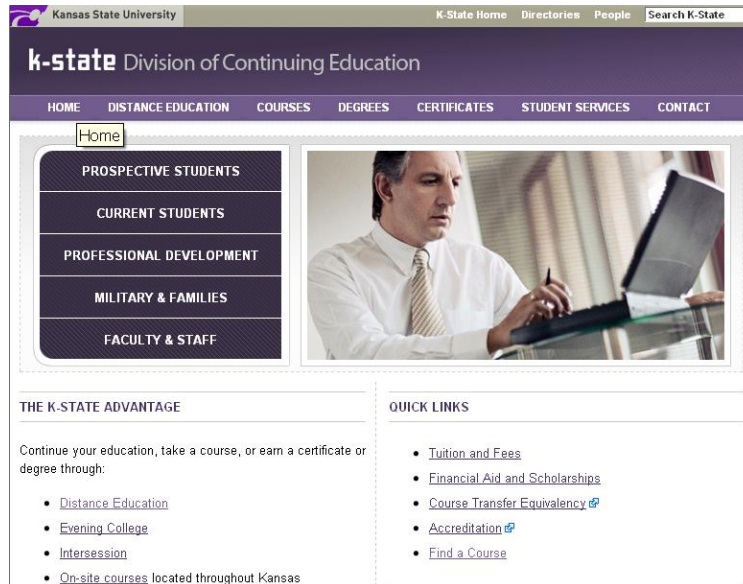 Kansas State University
K-State Home Directories People Search K-State
k-state Division of Continuing Education
HOME DISTANCE EDUCATION COURSES DEGREES CERTIFICATES STUDENT SERVICES CONTACT
Home
PROSPECTIVE STUDENTS
CURRENT STUDENTS
PROFESSIONAL DEVELOPMENT
MILITARY & FAMILIES
FACULTY & STAFF
THE K-STATE ADVANTAGE
Continue your education, take a course, or earn a certificate or
degree through:
• Distance Education
• Evening College
• Intersession
• On-site courses located throughout Kansas
QUICK LINKS
• Tuition and Fees
• Financial Aid and Scholarships
• Course Transfer Equivalency
• Accreditation
• Find a Course